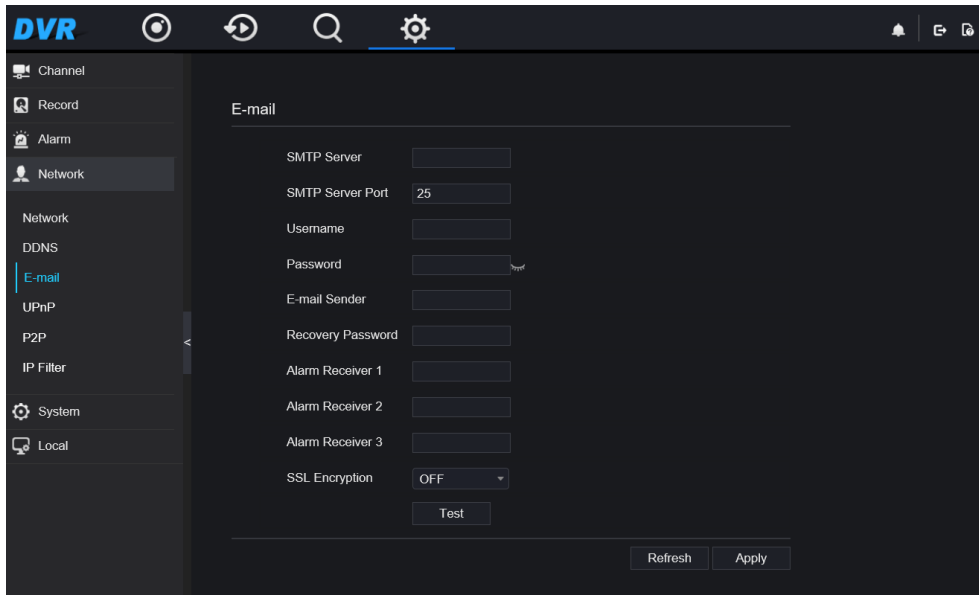 DVR
Channel
Record
Alarm
Network
Network
DDNS
E-mail
UPnP
P2P
IP Filter
System
Local
<
E-mail
SMTP Server
SMTP Server Port 25
Username
Password
E-mail Sender
Recovery Password
Alarm Receiver 1
Alarm Receiver 2
Alarm Receiver 3
SSL Encryption OFF
Test
Refresh Apply